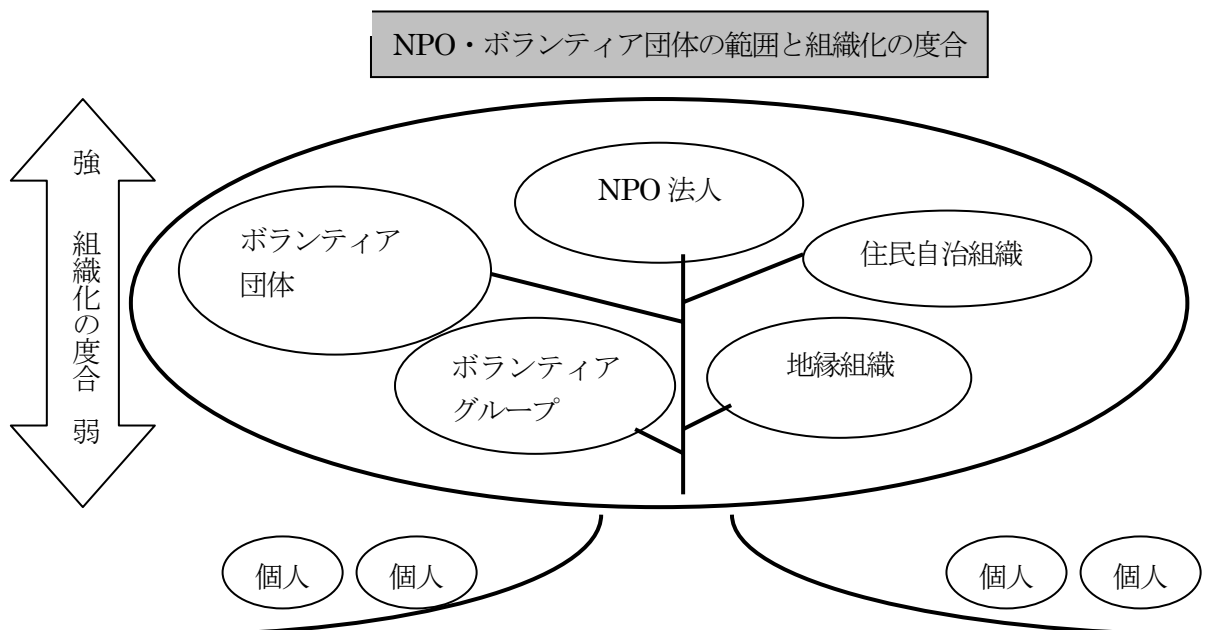 NPO・ボランティア団体の範囲と組織化の度合
強 組織化の度合 弱
NPO 法人
ボランティア
団体
住民自治組織
ボランティア
グループ
地縁組織
個人
個人
個人
個人